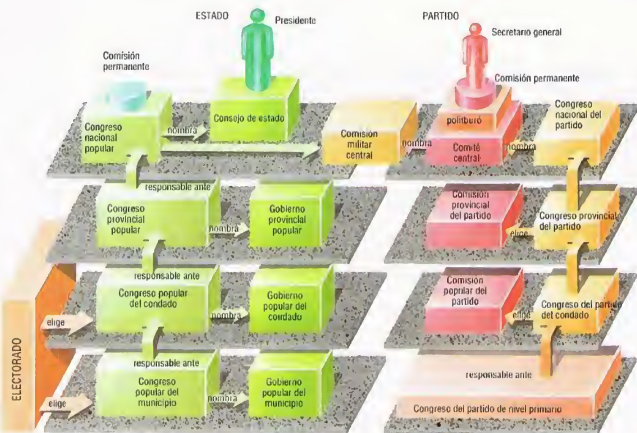 ESTADO
Presidente
PARTIDO
Secretario general
Comisión
permanente
Comisión permanente
Congreso
nacional
popular
nombra
Consejo de estado
Comisión
militar
central
nombra
politburó
Comité
central
nombra
Congreso
nacional del
partido
responsable ante
Congreso
provincial
popular
nombra
Gobierno
provincial
popular
Comisión
provincial
del partido
elige
Congreso provincial
del partido
responsable ante
Congreso popular
del condado
nombra
Gobierno
popular del
condado
Comisión
popular del
partido
elige
Congreso del partido
del condado
ELECTORADO
elige
responsable ante
Congreso
popular del
municipio
nombra
Gobierno
popular del
municipio
elige
responsable ante
Congreso del partido de nivel primario